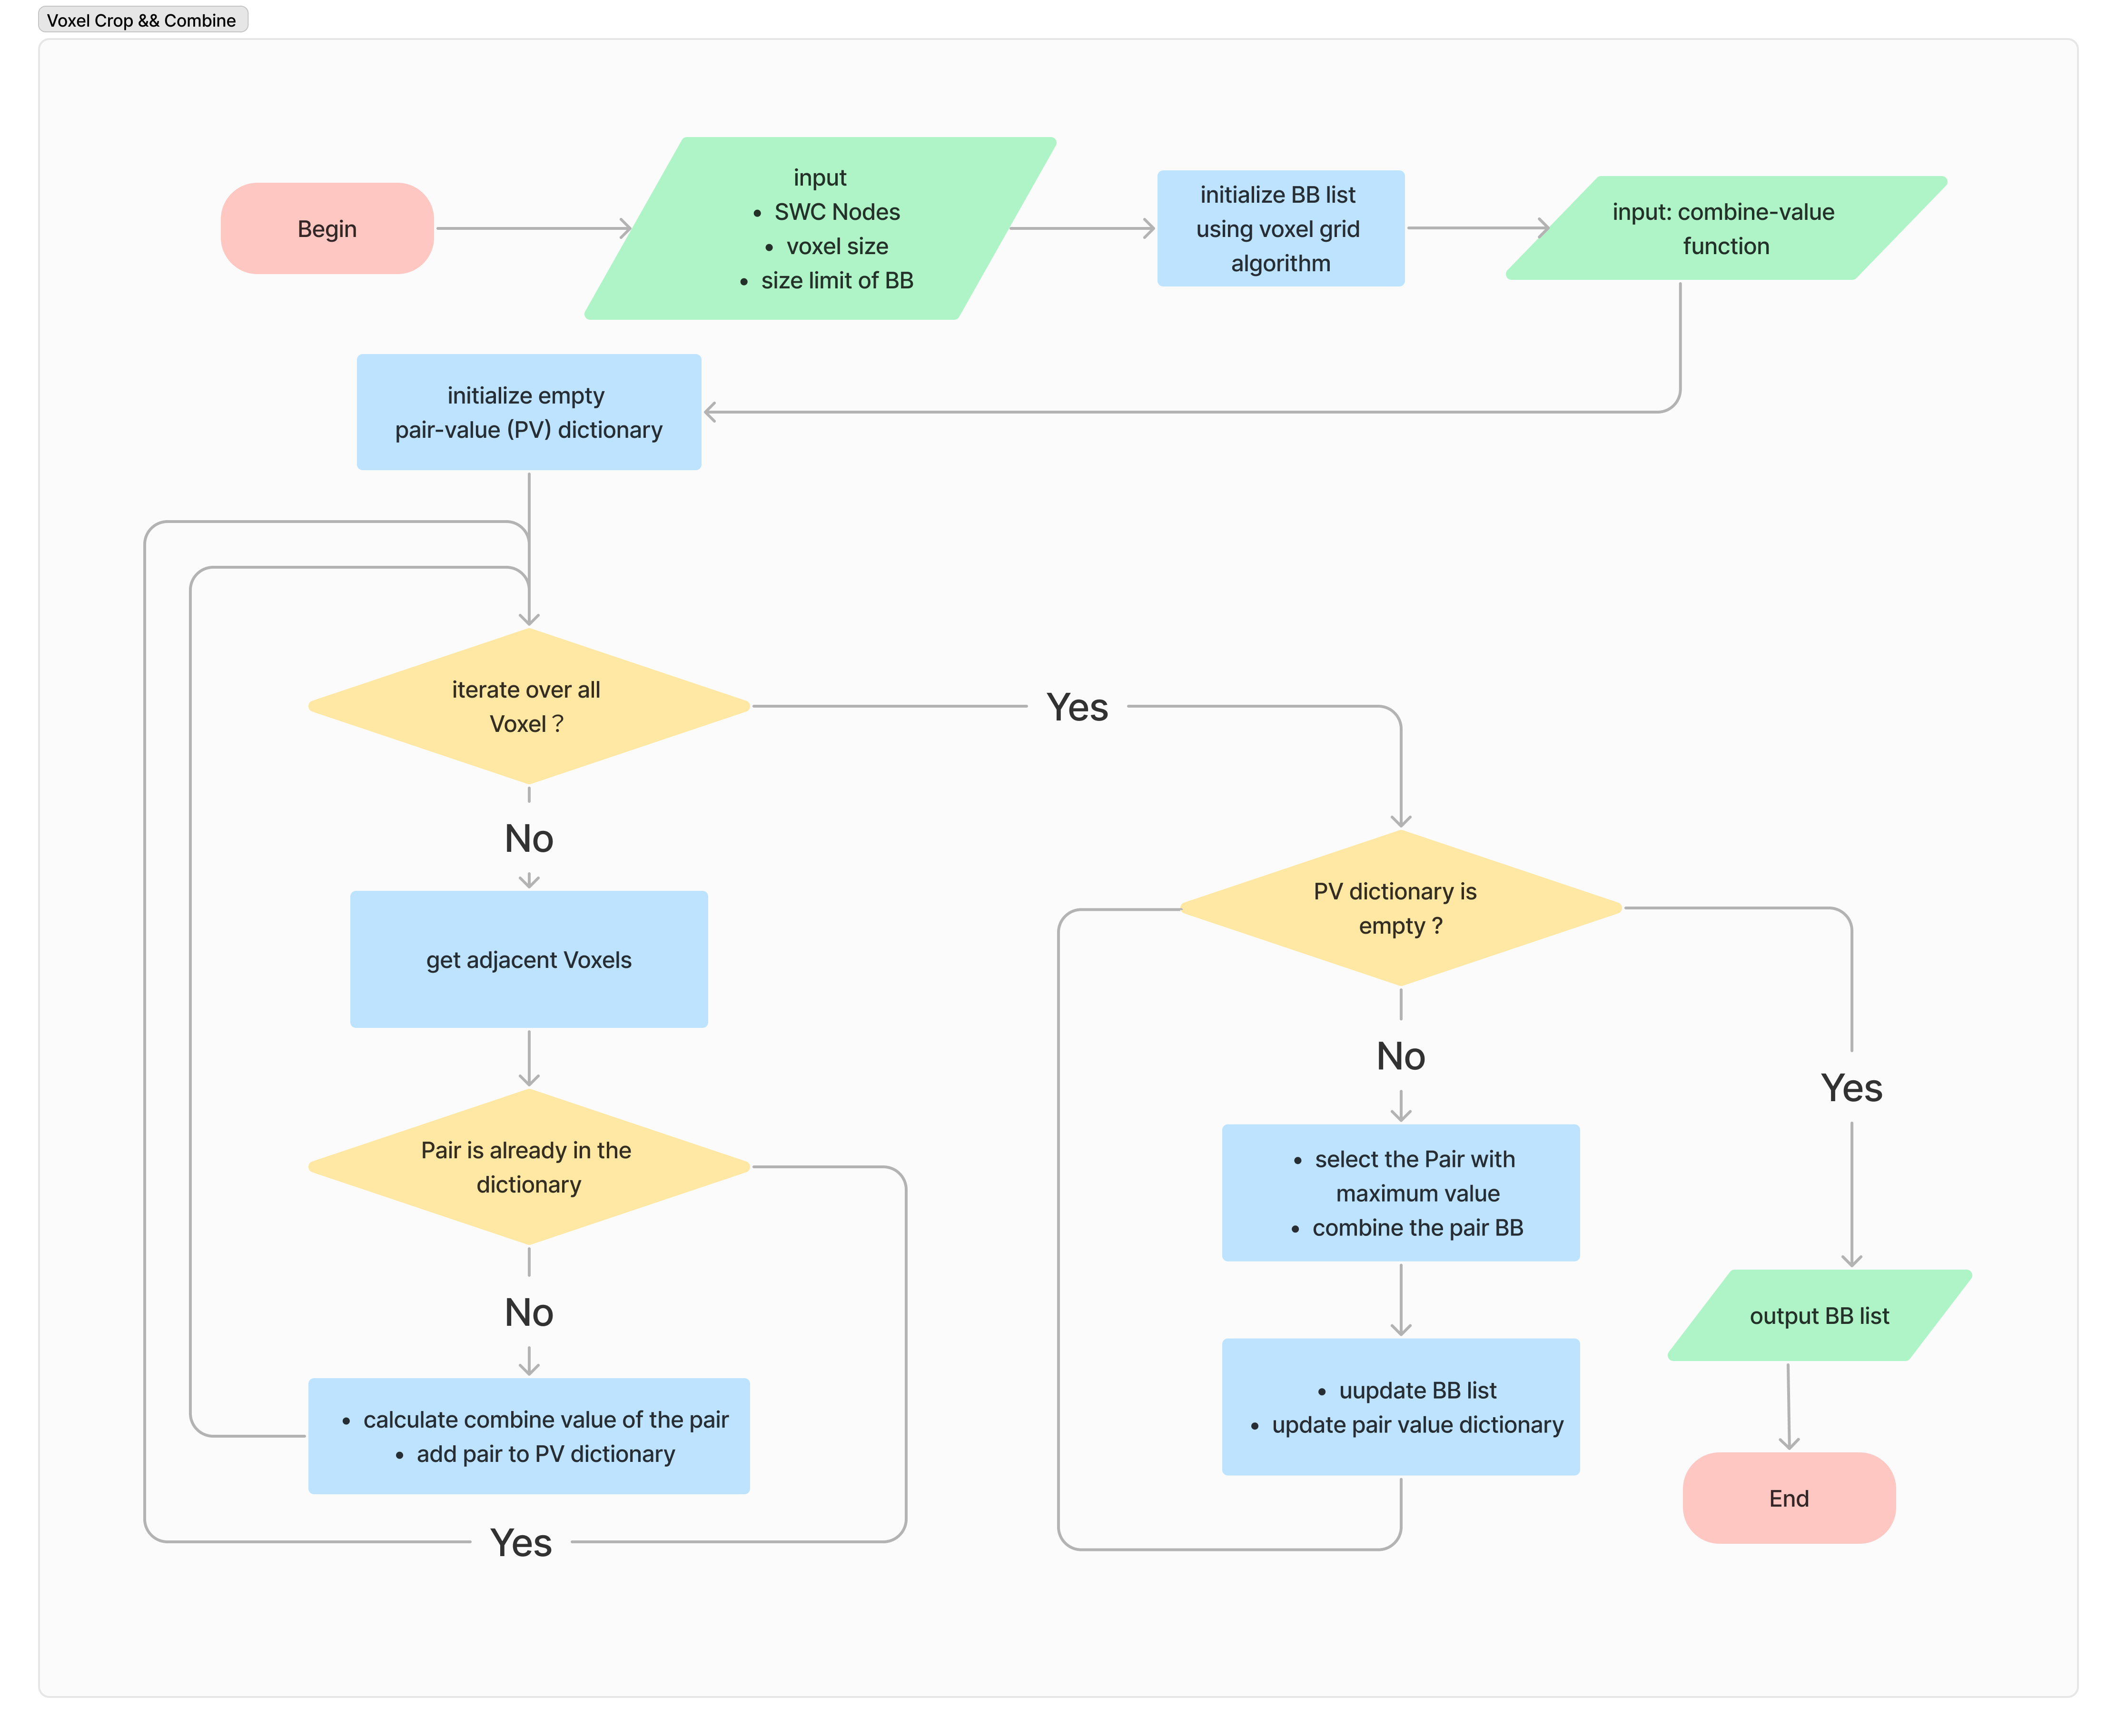 Voxel Crop && Combine
Begin
input
• SWC Nodes
• voxel size
• size limit of BB
initialize BB list
using voxel grid
algorithm
input: combine-value
function
initialize empty
pair-value (PV) dictionary
iterate over all
Voxel？
Yes
No
get adjacent Voxels
Pair is already in the
dictionary
No
• calculate combine value of the pair
• add pair to PV dictionary
Yes
PV dictionary is
empty ?
No
Yes
• select the Pair with
maximum value
• combine the pair BB
• uupdate BB list
• update pair value dictionary
output BB list
End